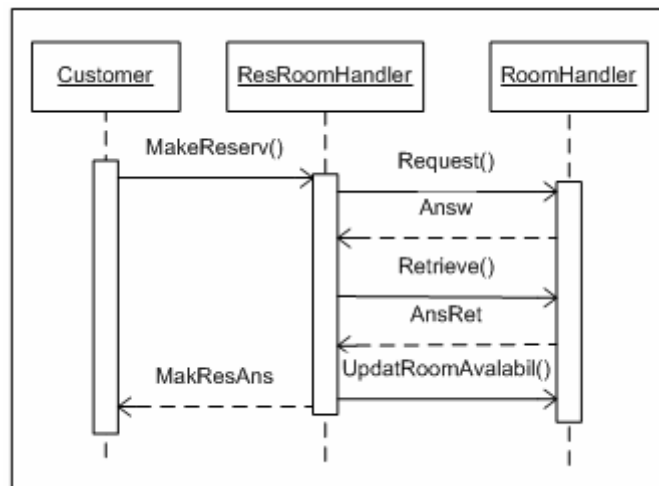 Customer
ResRoomHandler
RoomHandler
MakeReserv()
Request()
Answ
Retrieve()
AnsRet
UpdatRoomAvalabil()
MakResAns